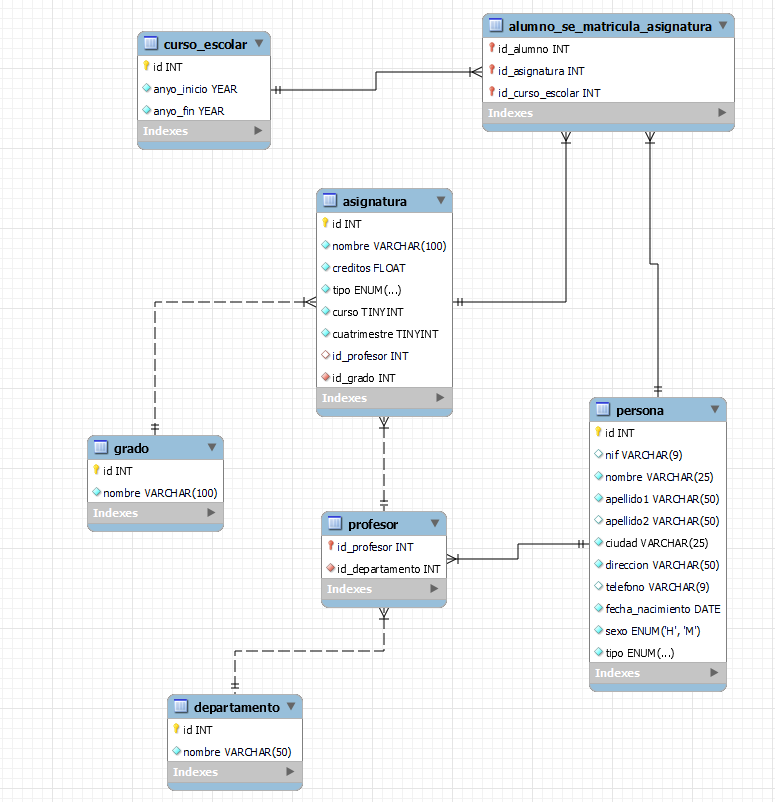 curso_escolar
id INT
anyo_inicio YEAR
anyo_fin YEAR
Indexes
alumno_se_matricula_asignatura
id_alumno INT
id_asignatura INT
id_curso_escolar INT
Indexes
asignatura
id INT
nombre VARCHAR(100)
creditos FLOAT
tipo ENUM(...)
curso TINYINT
cuatrimestre TINYINT
id_profesor INT
id_grado INT
Indexes
grado
id INT
nombre VARCHAR(100)
Indexes
persona
id INT
nif VARCHAR(9)
nombre VARCHAR(25)
apellido1 VARCHAR(50)
apellido2 VARCHAR(50)
ciudad VARCHAR(25)
direccion VARCHAR(50)
telefono VARCHAR(9)
fecha_nacimiento DATE
sexo ENUM('H', 'M')
tipo ENUM(...)
Indexes
profesor
id_profesor INT
id_departamento INT
Indexes
departamento
id INT
nombre VARCHAR(50)
Indexes